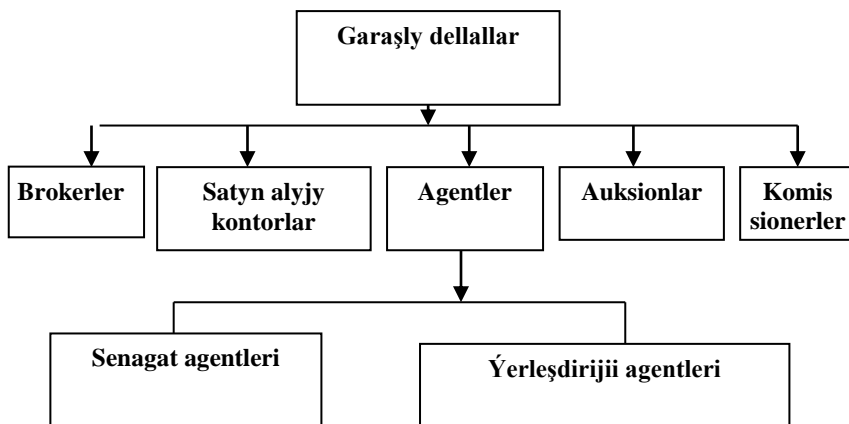 Garaşly dellallar
Brokerler
Satyn alyjy
kontorlar
Agentler
Auksionlar
Komis
sionerler
Senagat agentleri
Ýerleşdirijii agentleri